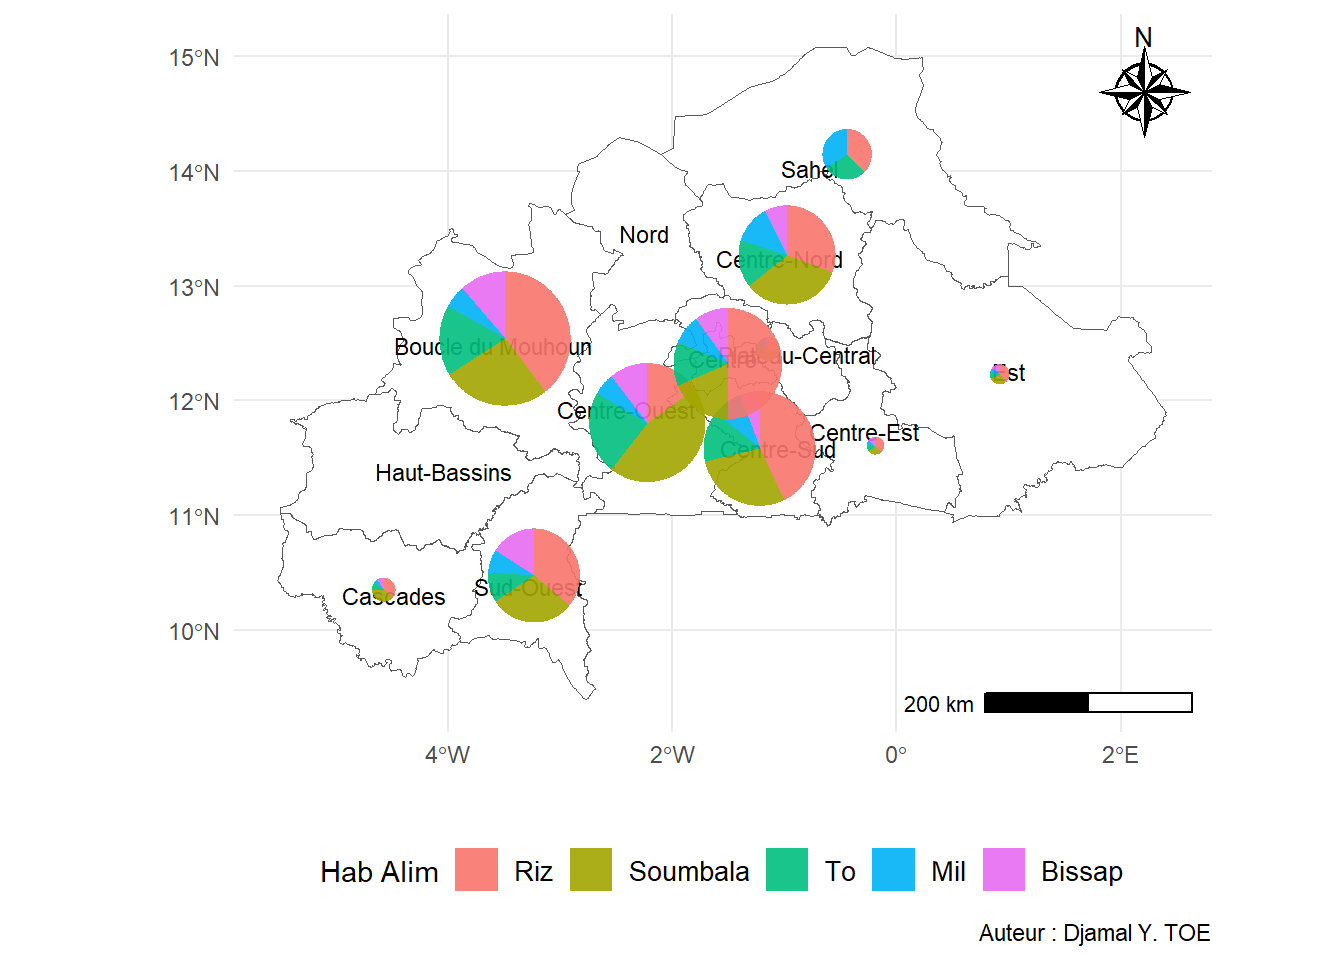 N
15°N
14°N
13°N
12°N
11°N
10°N
Sahel
Nord
Centre-Nord
Boucle du Mouhoun
Centre
Plateau-Central
Est
Centre-Ouest
Centre-Est
Centre-Sud
Haut-Bassins
Sud-Ouest
Cascades
200 km
4°W 2°W 0° 2°E
Hab Alim Riz Soumbala To Mil Bissap
Auteur : Djamal Y. TOE